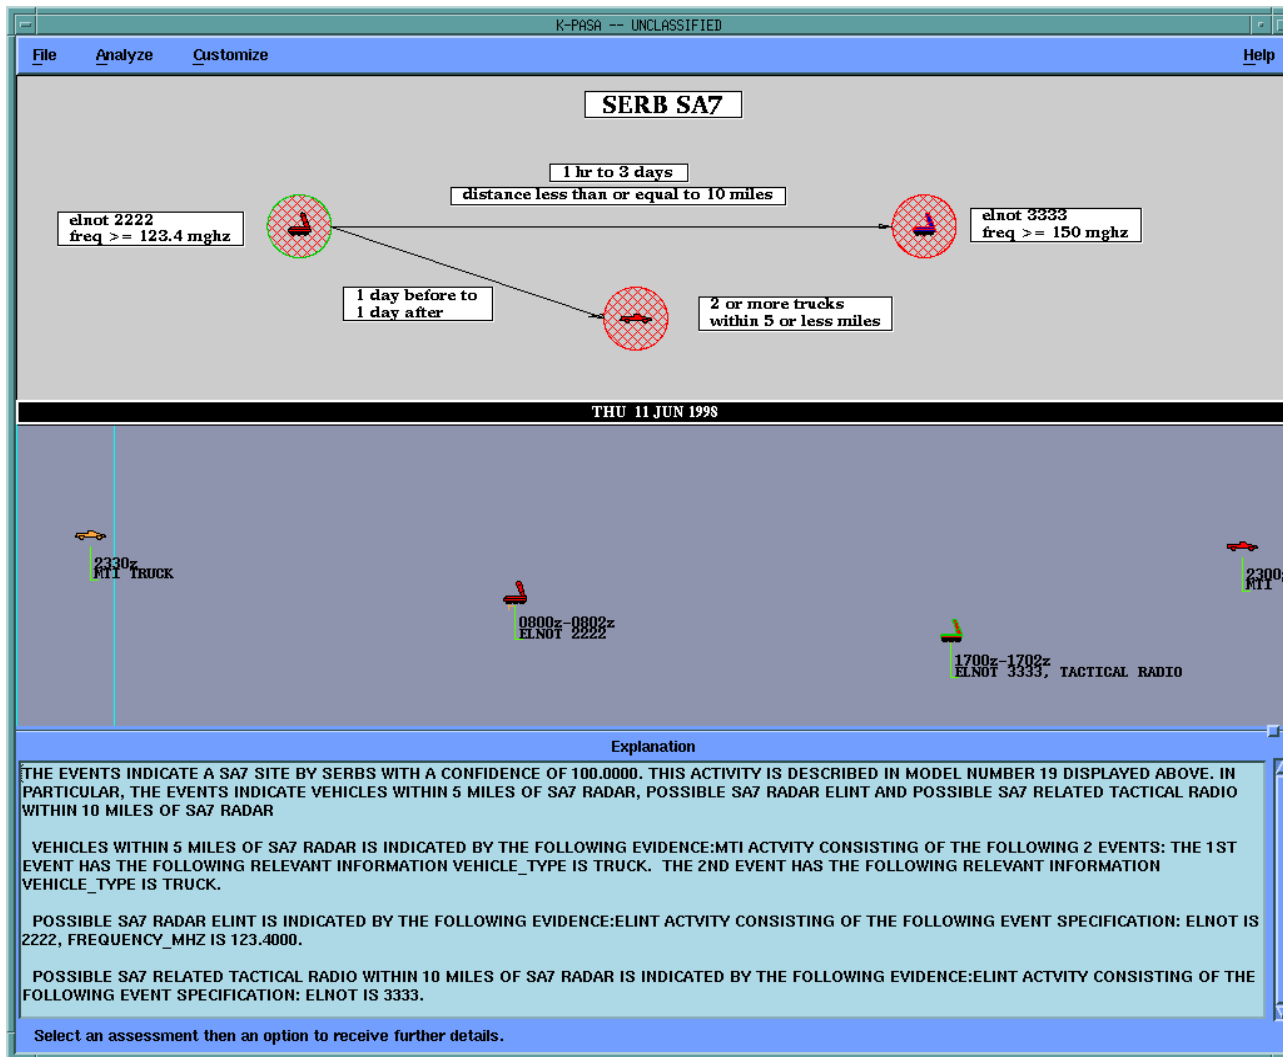 K-PASA -- UNCLASSIFIED
File Analyze Customize Help
SERB SA7
1 hr to 3 days
distance less than or equal to 10 miles
elnot 2222
freq >= 123.4 mghz
elnot 3333
freq >= 150 mghz
1 day before to
1 day after
2 or more trucks
within 5 or less miles
THU 11 JUN 1998
2330z
MTI TRUCK
0800z-0802z
ELNOT 2222
1700z-1702z
ELNOT 3333, TACTICAL RADIO
2300z
MTI
Explanation
THE EVENTS INDICATE A SA7 SITE BY SERBS WITH A CONFIDENCE OF 100.0000. THIS ACTIVITY IS DESCRIBED IN MODEL NUMBER 19 DISPLAYED ABOVE. IN
PARTICULAR, THE EVENTS INDICATE VEHICLES WITHIN 5 MILES OF SA7 RADAR, POSSIBLE SA7 RADAR ELINT AND POSSIBLE SA7 RELATED TACTICAL RADIO
WITHIN 10 MILES OF SA7 RADAR
VEHICLES WITHIN 5 MILES OF SA7 RADAR IS INDICATED BY THE FOLLOWING EVIDENCE:MTI ACTVITY CONSISTING OF THE FOLLOWING 2 EVENTS: THE 1ST
EVENT HAS THE FOLLOWING RELEVANT INFORMATION VEHICLE_TYPE IS TRUCK. THE 2ND EVENT HAS THE FOLLOWING RELEVANT INFORMATION
VEHICLE_TYPE IS TRUCK.
POSSIBLE SA7 RADAR ELINT IS INDICATED BY THE FOLLOWING EVIDENCE:ELINT ACTVITY CONSISTING OF THE FOLLOWING EVENT SPECIFICATION: ELNOT IS
2222, FREQUENCY_MHZ IS 123.4000.
POSSIBLE SA7 RELATED TACTICAL RADIO WITHIN 10 MILES OF SA7 RADAR IS INDICATED BY THE FOLLOWING EVIDENCE:ELINT ACTVITY CONSISTING OF THE
FOLLOWING EVENT SPECIFICATION: ELNOT IS 3333.
Select an assessment then an option to receive further details.